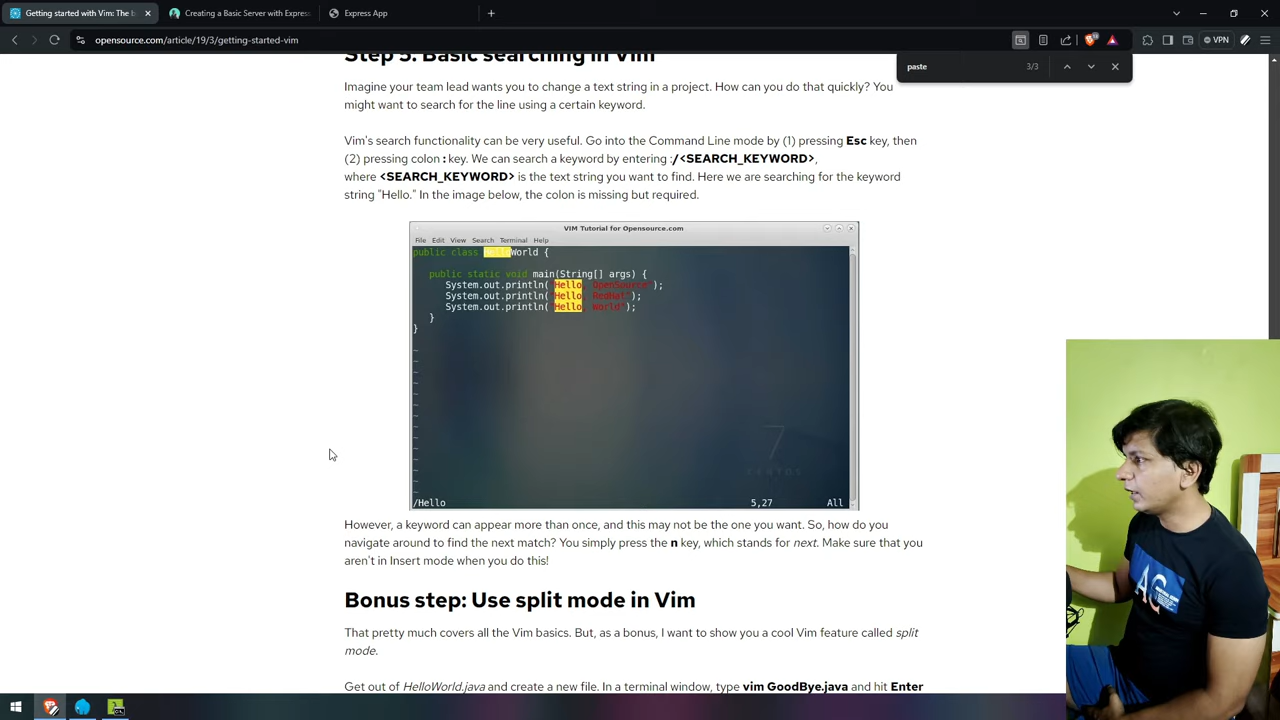 Getting started with Vim: The b
Creating a Basic Server with Express
Express App
opensource.com/article/19/3/getting-started-vim
VPN
paste
3/3
Step 5: Basic searching in Vim
Imagine your team lead wants you to change a text string in a project. How can you do that quickly? You
might want to search for the line using a certain keyword.
Vim's search functionality can be very useful. Go into the Command Line mode by (1) pressing Esc key, then
(2) pressing colon : key. We can search a keyword by entering :/<SEARCH_KEYWORD>,
where <SEARCH_KEYWORD> is the text string you want to find. Here we are searching for the keyword
string "Hello." In the image below, the colon is missing but required.
VIM Tutorial for Opensource.com
File Edit View Search Terminal Help
public class HelloWorld {
public static void main(String[] args) {
System.out.println("Hello, OpenSource");
System.out.println("Hello, RedHat");
System.out.println("Hello, World");
}
}
~
~
~
~
~
~
~
~
~
~
~
~
~
~
7
CENTOS
/Hello 5,27 All
However, a keyword can appear more than once, and this may not be the one you want. So, how do you
navigate around to find the next match? You simply press the n key, which stands for next. Make sure that you
aren't in Insert mode when you do this!
Bonus step: Use split mode in Vim
That pretty much covers all the Vim basics. But, as a bonus, I want to show you a cool Vim feature called split
mode.
Get out of HelloWorld.java and create a new file. In a terminal window, type vim GoodBye.java and hit Enter